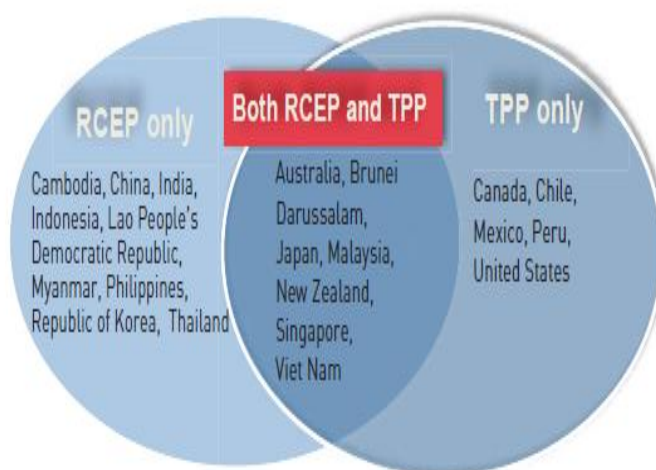 RCEP only
Cambodia, China, India,
Indonesia, Lao People's
Democratic Republic,
Myanmar, Philippines,
Republic of Korea, Thailand
Both RCEP and TPP
Australia, Brunei
Darussalam,
Japan, Malaysia,
New Zealand,
Singapore,
Viet Nam
TPP only
Canada, Chile,
Mexico, Peru,
United States